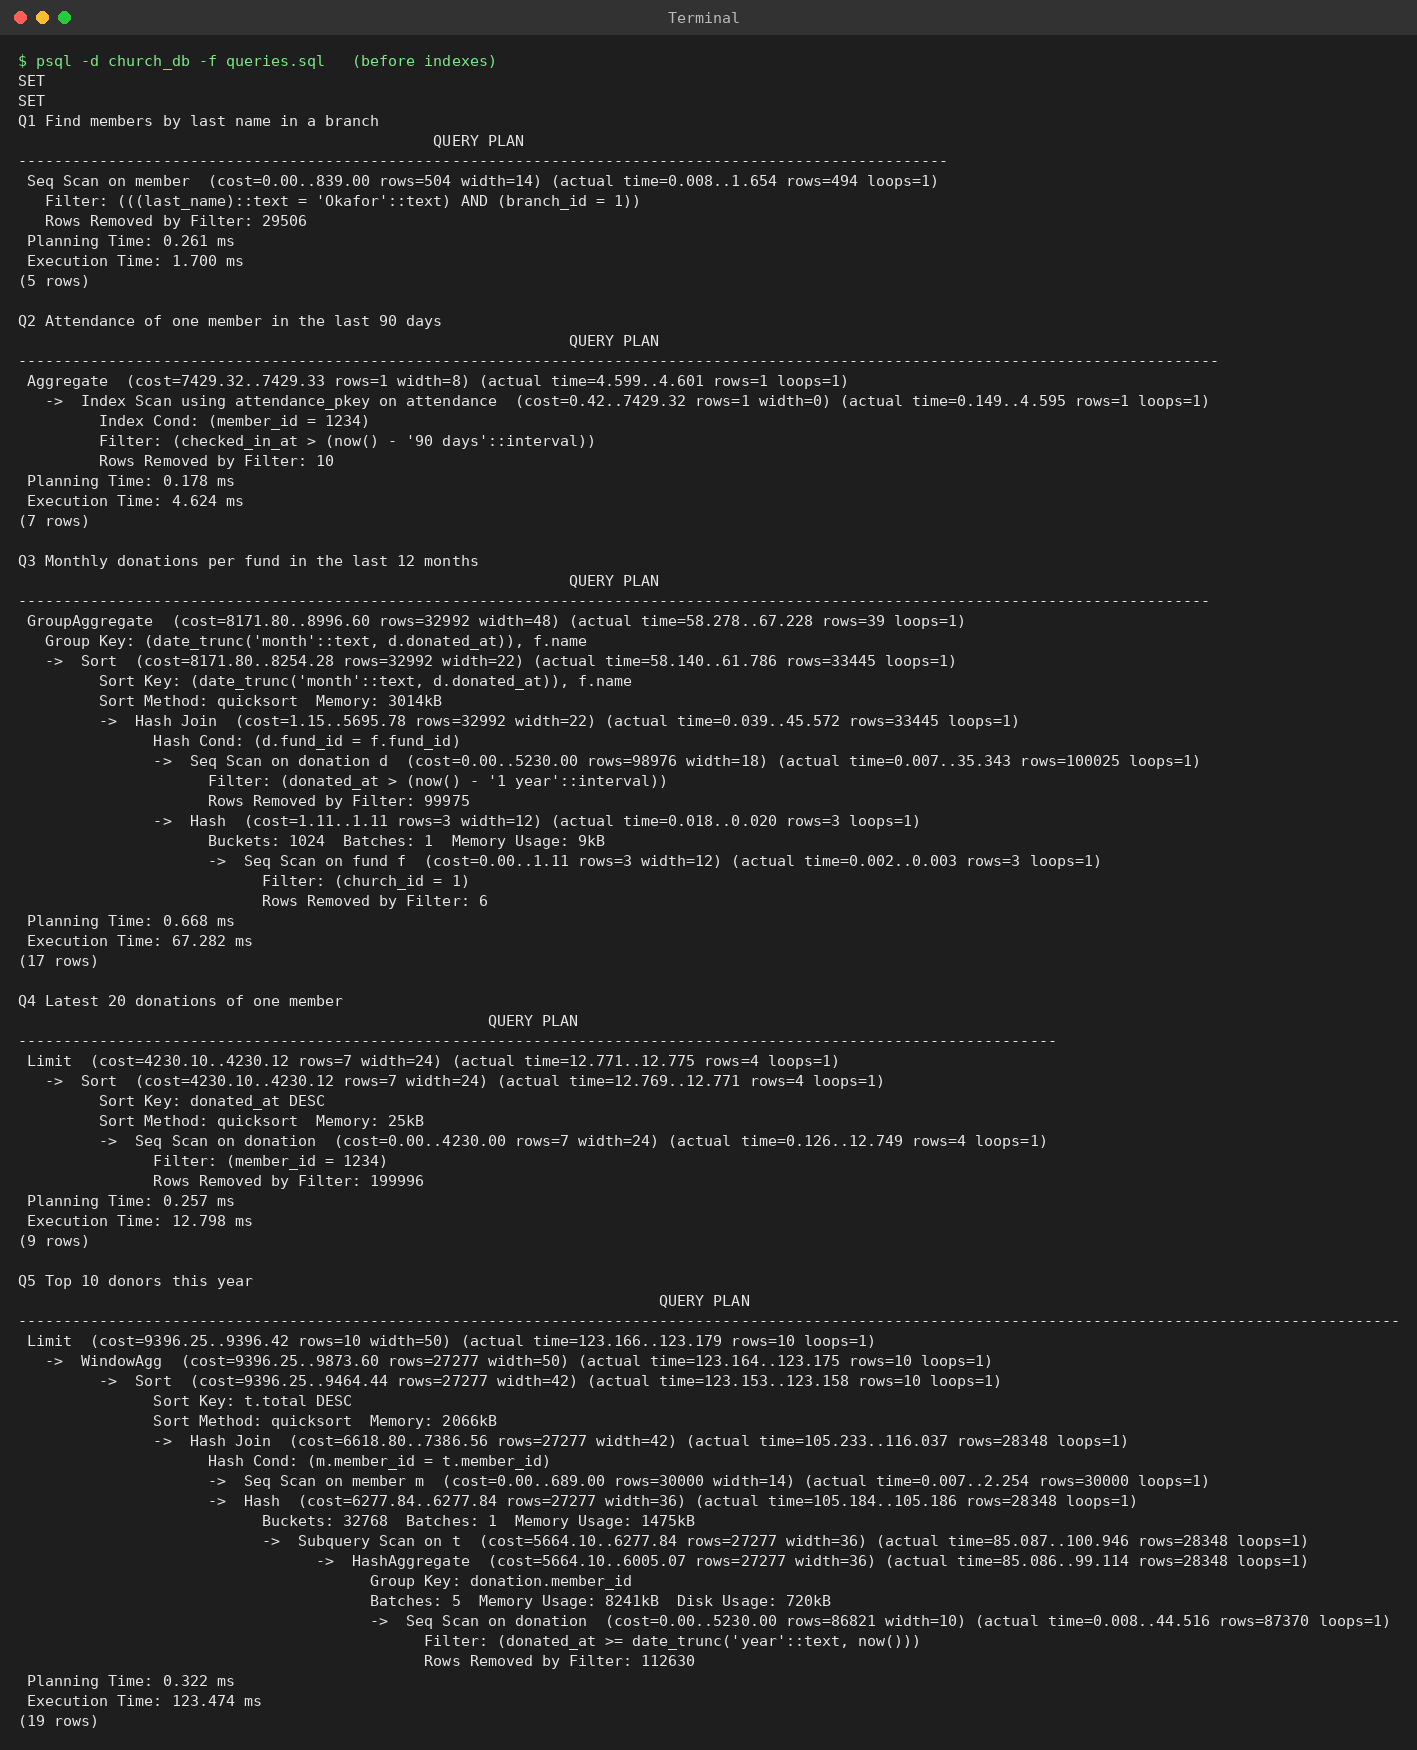 Terminal
$ psql -d church_db -f queries.sql   (before indexes)
SET
SET
Q1 Find members by last name in a branch
                                              QUERY PLAN
-------------------------------------------------------------------------------------------------------
 Seq Scan on member  (cost=0.00..839.00 rows=504 width=14) (actual time=0.008..1.654 rows=494 loops=1)
   Filter: (((last_name)::text = 'Okafor'::text) AND (branch_id = 1))
   Rows Removed by Filter: 29506
 Planning Time: 0.261 ms
 Execution Time: 1.700 ms
(5 rows)

Q2 Attendance of one member in the last 90 days
                                                             QUERY PLAN
-------------------------------------------------------------------------------------------------------------------------------------
 Aggregate  (cost=7429.32..7429.33 rows=1 width=8) (actual time=4.599..4.601 rows=1 loops=1)
   ->  Index Scan using attendance_pkey on attendance  (cost=0.42..7429.32 rows=1 width=0) (actual time=0.149..4.595 rows=1 loops=1)
         Index Cond: (member_id = 1234)
         Filter: (checked_in_at > (now() - '90 days'::interval))
         Rows Removed by Filter: 10
 Planning Time: 0.178 ms
 Execution Time: 4.624 ms
(7 rows)

Q3 Monthly donations per fund in the last 12 months
                                                             QUERY PLAN
------------------------------------------------------------------------------------------------------------------------------------
 GroupAggregate  (cost=8171.80..8996.60 rows=32992 width=48) (actual time=58.278..67.228 rows=39 loops=1)
   Group Key: (date_trunc('month'::text, d.donated_at)), f.name
   ->  Sort  (cost=8171.80..8254.28 rows=32992 width=22) (actual time=58.140..61.786 rows=33445 loops=1)
         Sort Key: (date_trunc('month'::text, d.donated_at)), f.name
         Sort Method: quicksort  Memory: 3014kB
         ->  Hash Join  (cost=1.15..5695.78 rows=32992 width=22) (actual time=0.039..45.572 rows=33445 loops=1)
               Hash Cond: (d.fund_id = f.fund_id)
               ->  Seq Scan on donation d  (cost=0.00..5230.00 rows=98976 width=18) (actual time=0.007..35.343 rows=100025 loops=1)
                     Filter: (donated_at > (now() - '1 year'::interval))
                     Rows Removed by Filter: 99975
               ->  Hash  (cost=1.11..1.11 rows=3 width=12) (actual time=0.018..0.020 rows=3 loops=1)
                     Buckets: 1024  Batches: 1  Memory Usage: 9kB
                     ->  Seq Scan on fund f  (cost=0.00..1.11 rows=3 width=12) (actual time=0.002..0.003 rows=3 loops=1)
                           Filter: (church_id = 1)
                           Rows Removed by Filter: 6
 Planning Time: 0.668 ms
 Execution Time: 67.282 ms
(17 rows)

Q4 Latest 20 donations of one member
                                                    QUERY PLAN
-------------------------------------------------------------------------------------------------------------------
 Limit  (cost=4230.10..4230.12 rows=7 width=24) (actual time=12.771..12.775 rows=4 loops=1)
   ->  Sort  (cost=4230.10..4230.12 rows=7 width=24) (actual time=12.769..12.771 rows=4 loops=1)
         Sort Key: donated_at DESC
         Sort Method: quicksort  Memory: 25kB
         ->  Seq Scan on donation  (cost=0.00..4230.00 rows=7 width=24) (actual time=0.126..12.749 rows=4 loops=1)
               Filter: (member_id = 1234)
               Rows Removed by Filter: 199996
 Planning Time: 0.257 ms
 Execution Time: 12.798 ms
(9 rows)

Q5 Top 10 donors this year
                                                                       QUERY PLAN
---------------------------------------------------------------------------------------------------------------------------------------------------------
 Limit  (cost=9396.25..9396.42 rows=10 width=50) (actual time=123.166..123.179 rows=10 loops=1)
   ->  WindowAgg  (cost=9396.25..9873.60 rows=27277 width=50) (actual time=123.164..123.175 rows=10 loops=1)
         ->  Sort  (cost=9396.25..9464.44 rows=27277 width=42) (actual time=123.153..123.158 rows=10 loops=1)
               Sort Key: t.total DESC
               Sort Method: quicksort  Memory: 2066kB
               ->  Hash Join  (cost=6618.80..7386.56 rows=27277 width=42) (actual time=105.233..116.037 rows=28348 loops=1)
                     Hash Cond: (m.member_id = t.member_id)
                     ->  Seq Scan on member m  (cost=0.00..689.00 rows=30000 width=14) (actual time=0.007..2.254 rows=30000 loops=1)
                     ->  Hash  (cost=6277.84..6277.84 rows=27277 width=36) (actual time=105.184..105.186 rows=28348 loops=1)
                           Buckets: 32768  Batches: 1  Memory Usage: 1475kB
                           ->  Subquery Scan on t  (cost=5664.10..6277.84 rows=27277 width=36) (actual time=85.087..100.946 rows=28348 loops=1)
                                 ->  HashAggregate  (cost=5664.10..6005.07 rows=27277 width=36) (actual time=85.086..99.114 rows=28348 loops=1)
                                       Group Key: donation.member_id
                                       Batches: 5  Memory Usage: 8241kB  Disk Usage: 720kB
                                       ->  Seq Scan on donation  (cost=0.00..5230.00 rows=86821 width=10) (actual time=0.008..44.516 rows=87370 loops=1)
                                             Filter: (donated_at >= date_trunc('year'::text, now()))
                                             Rows Removed by Filter: 112630
 Planning Time: 0.322 ms
 Execution Time: 123.474 ms
(19 rows)